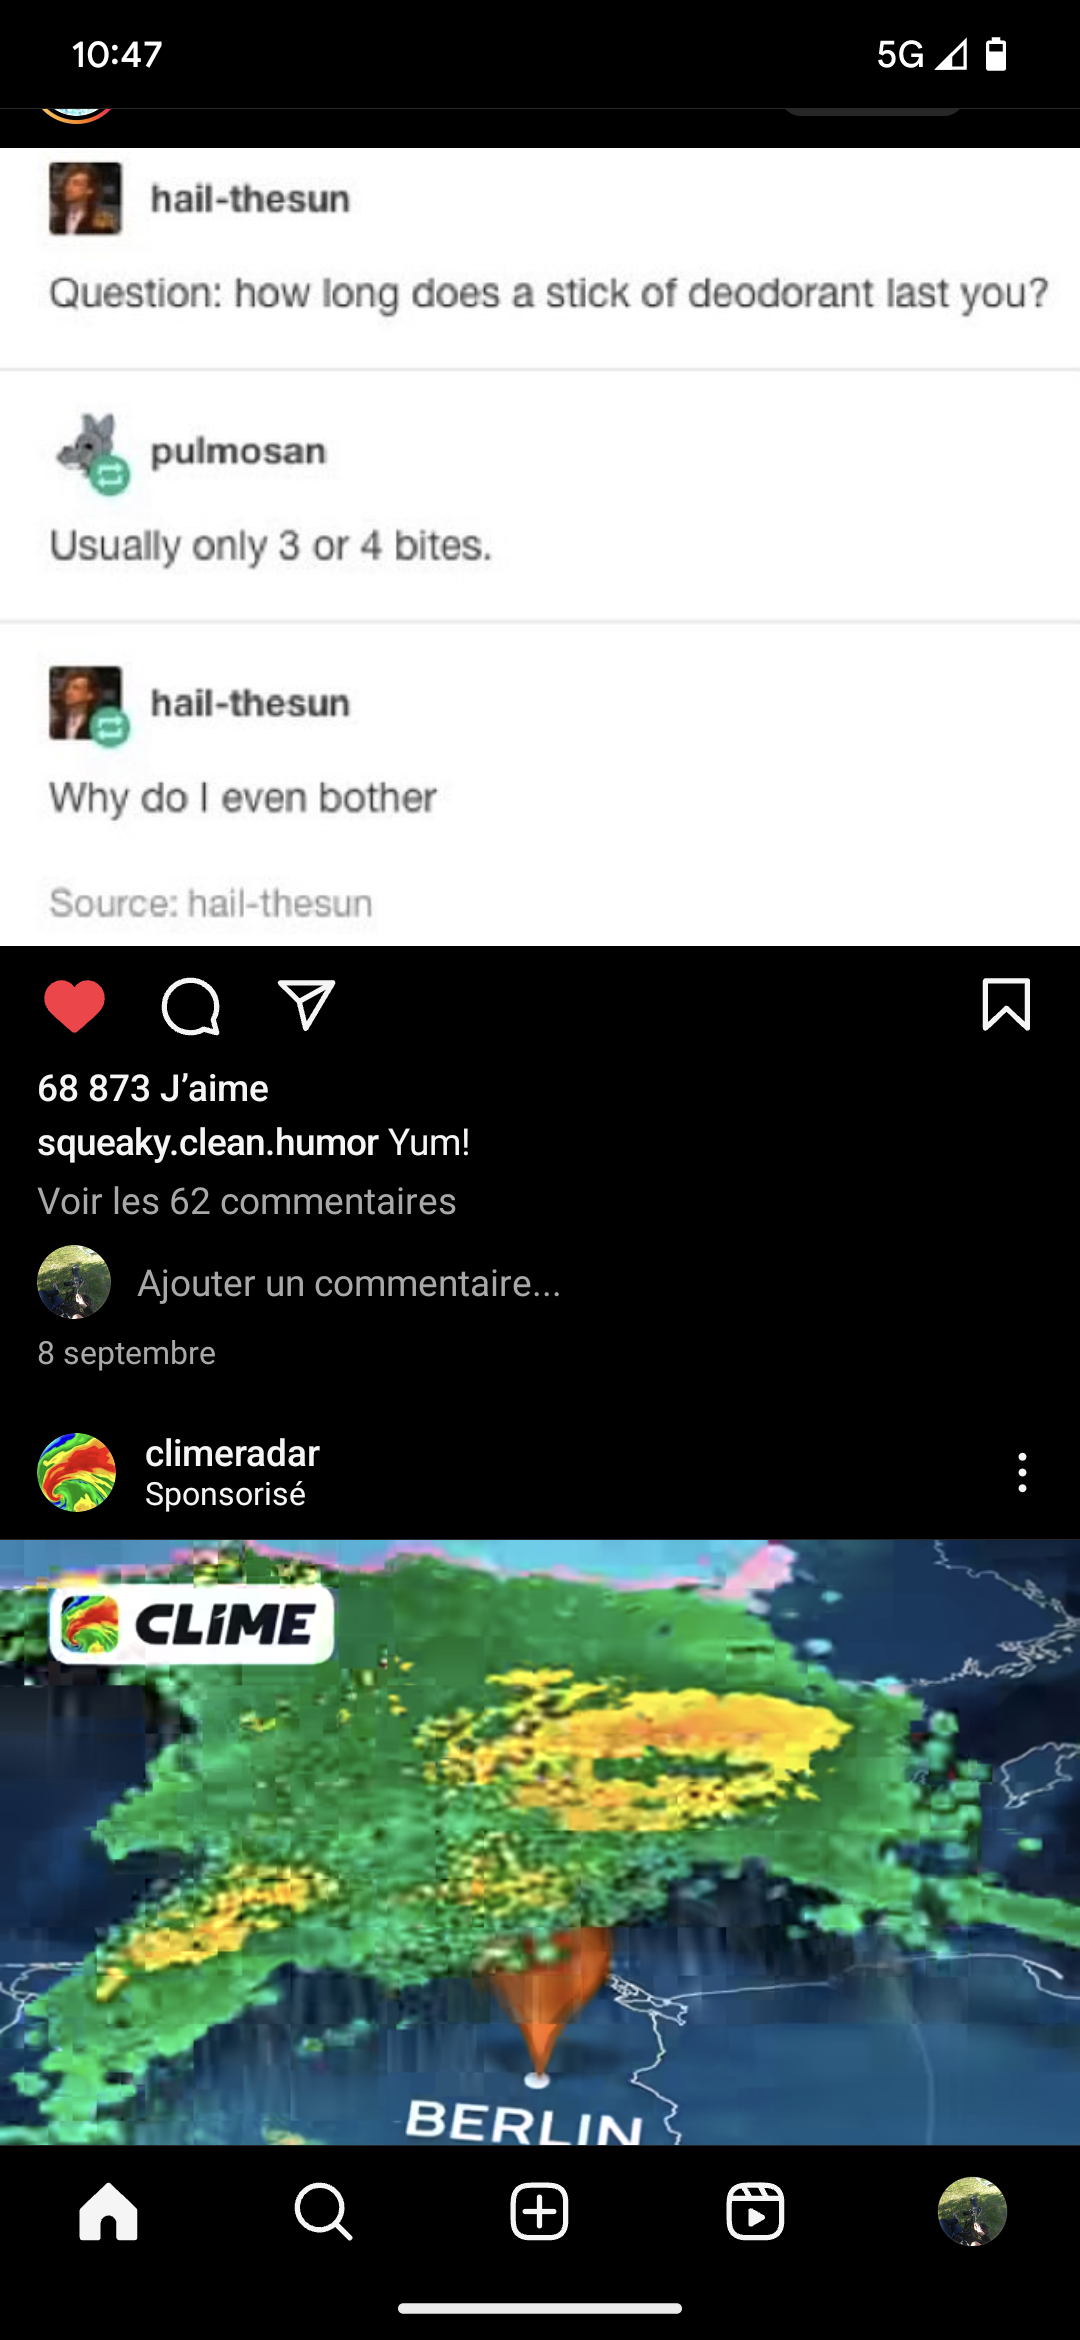 10:47
5G
hail-thesun
Question: how long does a stick of deodorant last you?
pulmosan
Usually only 3 or 4 bites.
hail-thesun
Why do I even bother
Source: hail-thesun
68 873 J’aime
squeaky.clean.humor Yum!
Voir les 62 commentaires
Ajouter un commentaire...
8 septembre
climeradar
Sponsorisé
CLiME
BERLIN